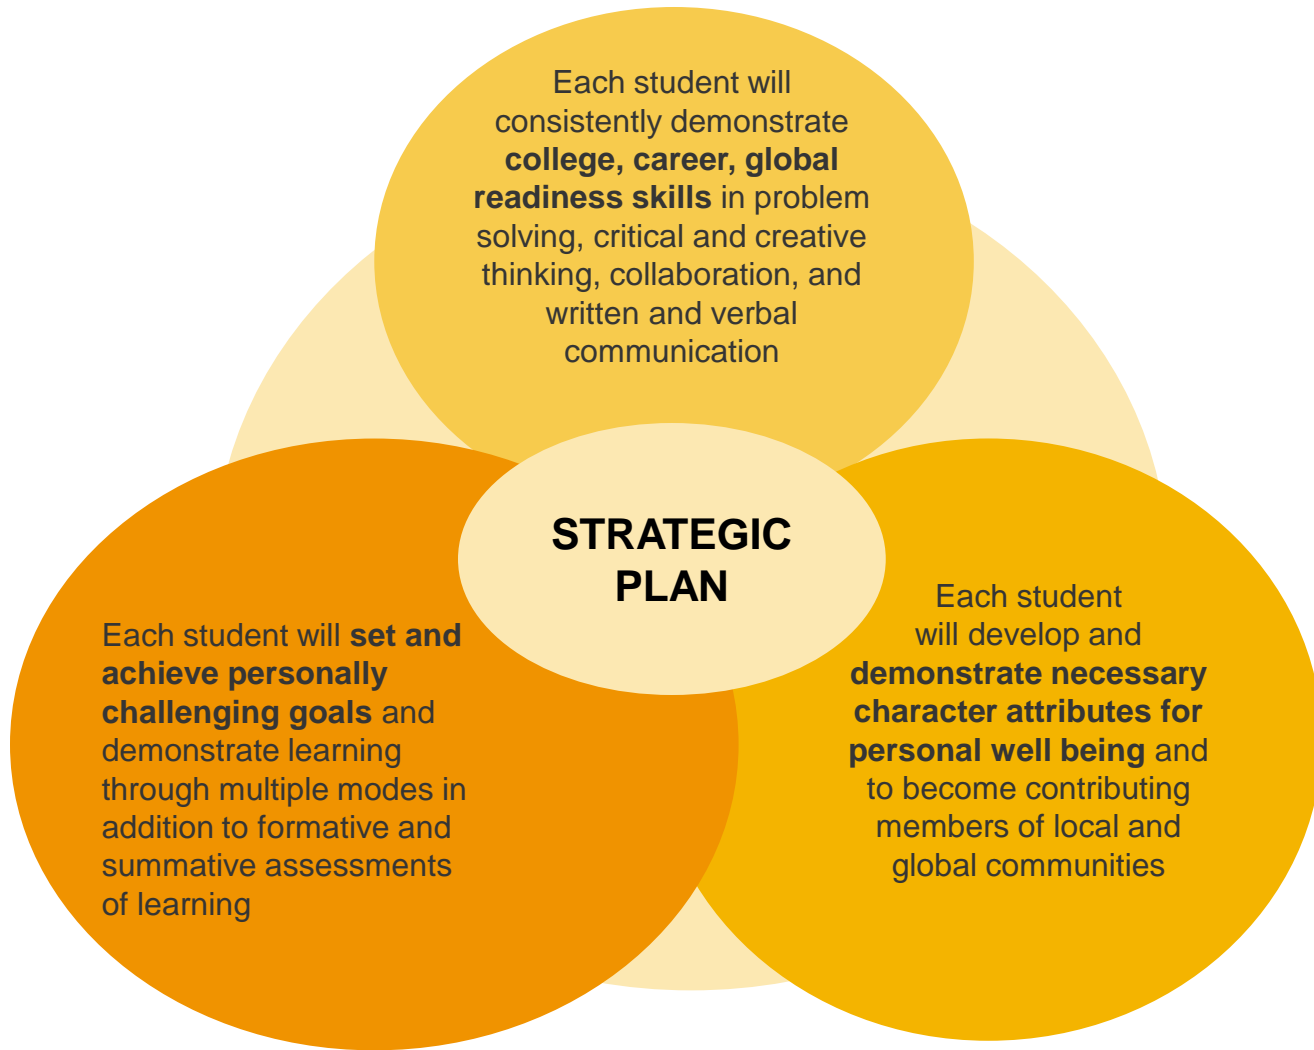 Each student will
consistently demonstrate
college, career, global
readiness skills in problem
solving, critical and creative
thinking, collaboration, and
written and verbal
communication
STRATEGIC
PLAN
Each student will set and
achieve personally
challenging goals and
demonstrate learning
through multiple modes in
addition to formative and
summative assessments
of learning
Each student
will develop and
demonstrate necessary
character attributes for
personal well being and
to become contributing
members of local and
global communities